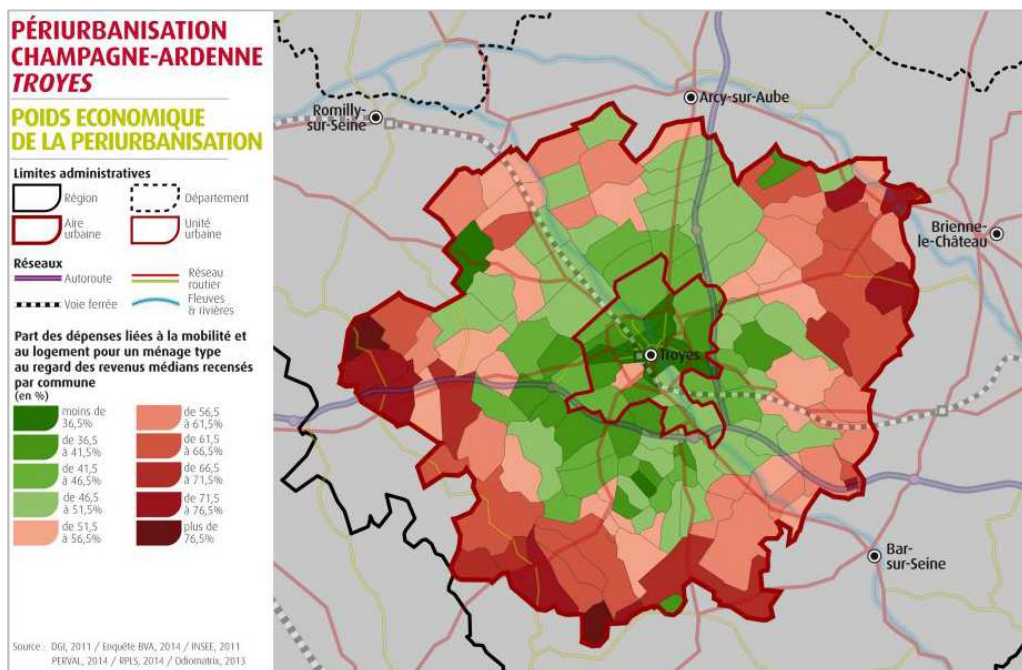 PÉRIURBANISATION
CHAMPAGNE-ARDENNE
TROYES
POIDS ECONOMIQUE
DE LA PERIURBANISATION
Limites administratives
Région
Département
Aire
urbaine
Unité
urbaine
Réseaux
Autoroute
Réseau
routier
Voie ferrée
Fleuves
& rivières
Part des dépenses liées à la mobilité et
au logement pour un ménage type
au regard des revenus médians recensés
par commune
(en %)
moins de
36,5%
de 36,5
à 41,5%
de 41,5
à 46,5%
de 46,5
à 51,5%
de 51,5
à 56,5%
de 56,5
à 61,5%
de 61,5
à 66,5%
de 66,5
à 71,5%
de 71,5
à 76,5%
plus de
76,5%
Source : DGI, 2011 / Enquête BVA, 2014 / INSEE, 2011
PERVAL, 2014 / RPLS, 2014 / Odiomatrix, 2013
Romilly-
sur-Seine
Arcy-sur-Aube
Brienne-
le-Château
Troyes
Bar-
sur-Seine